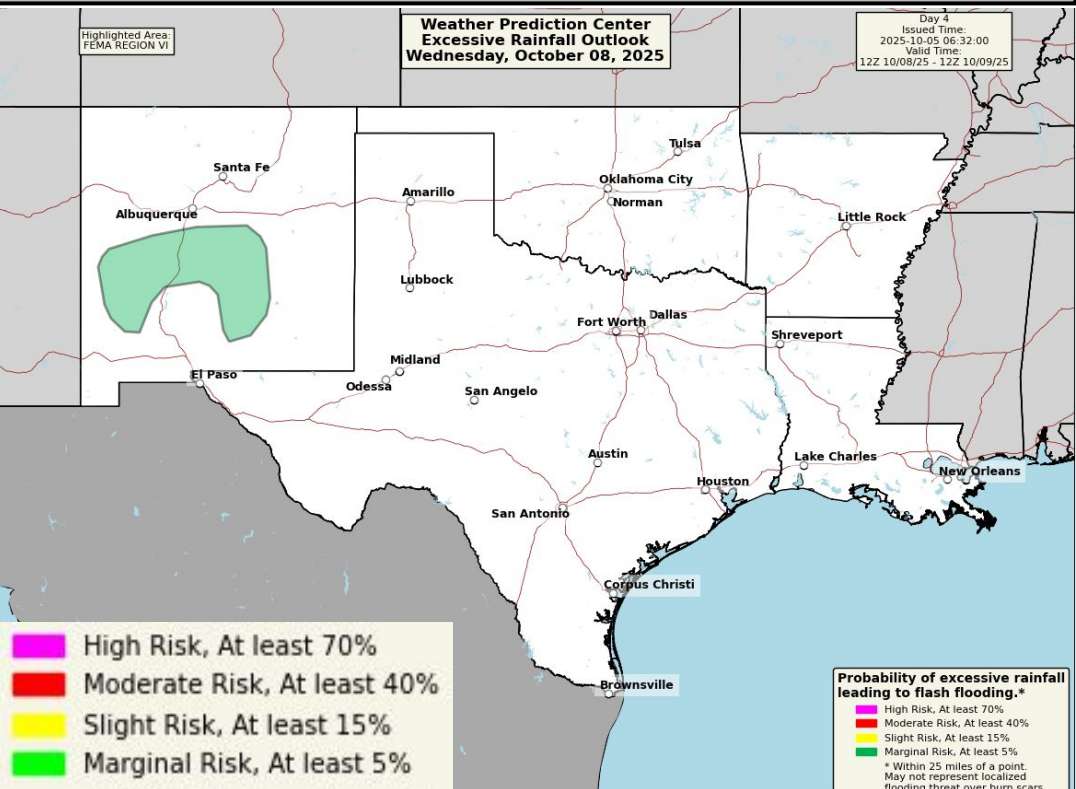 Highlighted Area:
FEMA REGION VI
Weather Prediction Center
Excessive Rainfall Outlook
Wednesday, October 08, 2025
Day 4
Issued Time:
2025-10-05 06:32:00
Valid Time:
12Z 10/08/25 - 12Z 10/09/25
Santa Fe
Albuquerque
Amarillo
Tulsa
Oklahoma City
Norman
Little Rock
Lubbock
Fort Worth
Dallas
Shreveport
El Paso
Midland
Odessa
San Angelo
Austin
Lake Charles
New Orleans
Houston
San Antonio
Corpus Christi
Brownsville
High Risk, At least 70%
Moderate Risk, At least 40%
Slight Risk, At least 15%
Marginal Risk, At least 5%
Probability of excessive rainfall
leading to flash flooding.*
High Risk, At least 70%
Moderate Risk, At least 40%
Slight Risk, At least 15%
Marginal Risk, At least 5%
* Within 25 miles of a point.
May not represent localized
flooding threat over burn scars